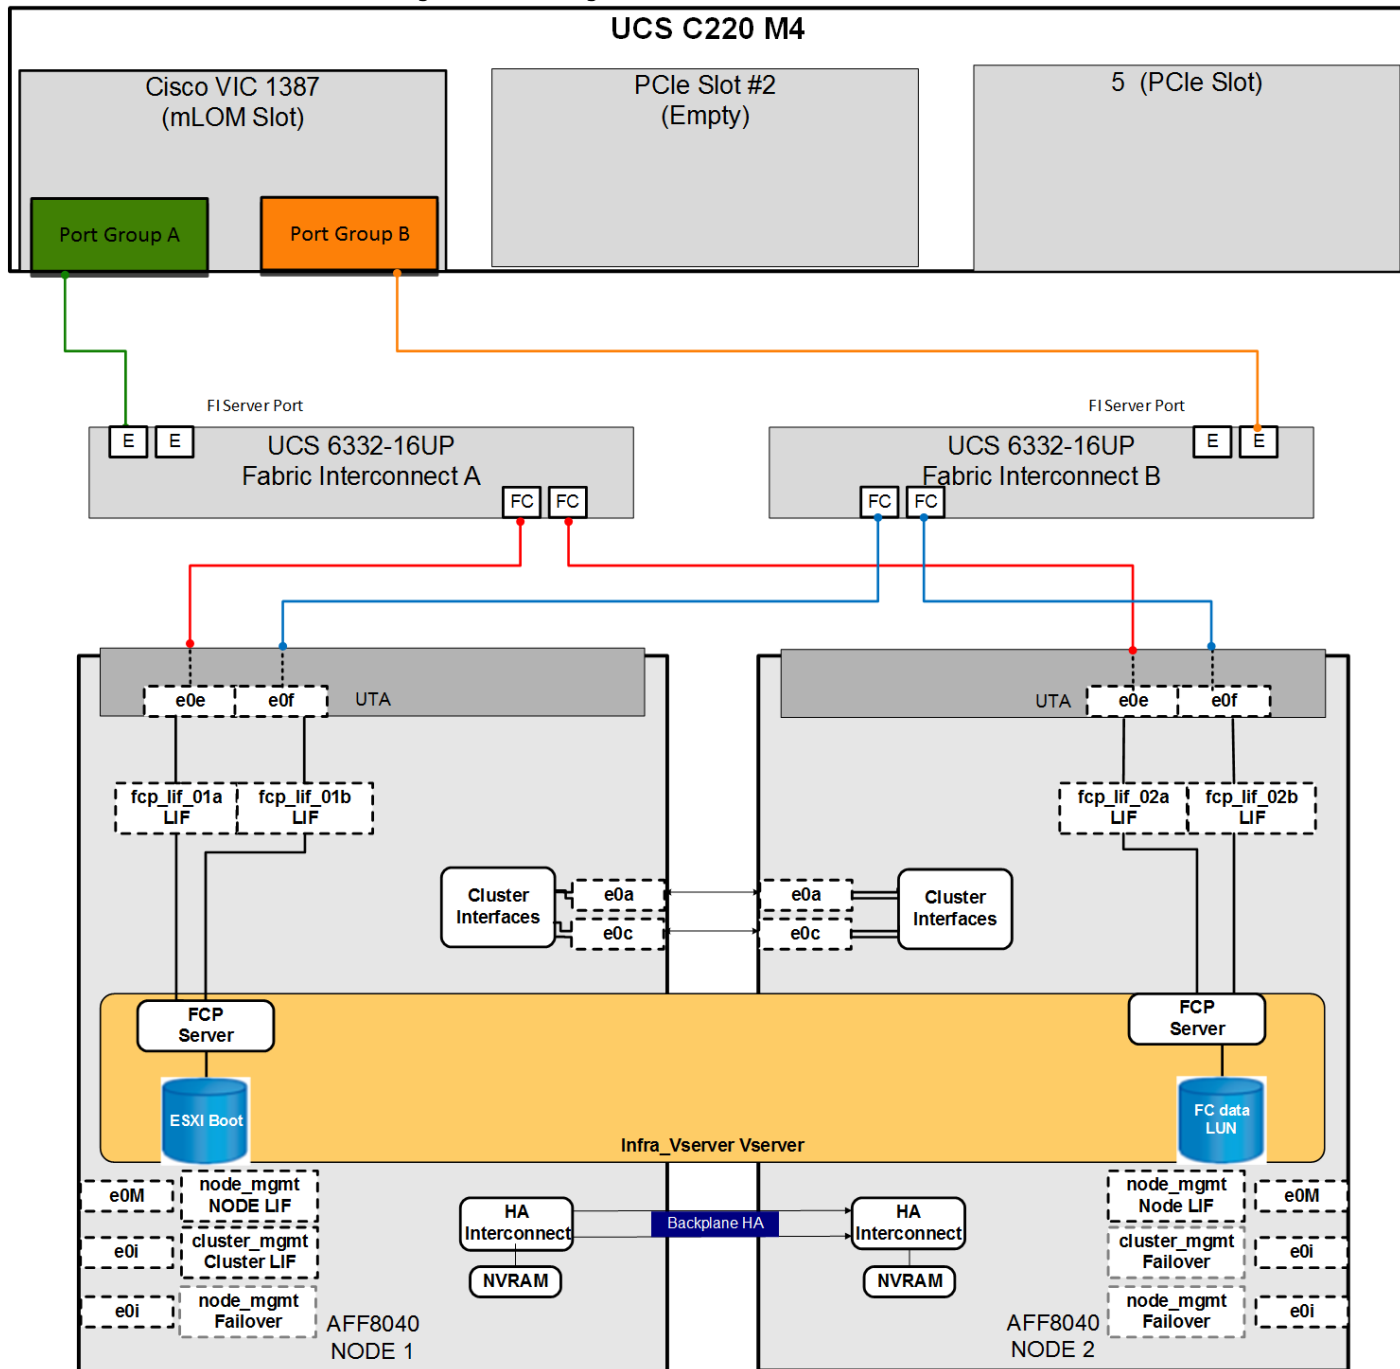 UCS C220 M4
Cisco VIC 1387
(mLOM Slot)
PCIe Slot #2
(Empty)
5 (PCIe Slot)
Port Group A
Port Group B
FI Server Port
FI Server Port
E
E
UCS 6332-16UP
Fabric Interconnect A
FC
FC
UCS 6332-16UP
Fabric Interconnect B
E
E
FC
FC
e0e
e0f
UTA
UTA
e0e
e0f
fcp_lif_01a
LIF
fcp_lif_01b
LIF
fcp_lif_02a
LIF
fcp_lif_02b
LIF
Cluster
Interfaces
e0a
e0c
e0a
e0c
Cluster
Interfaces
FCP
Server
FCP
Server
ESXI Boot
FC data
LUN
Infra_Vserver Vserver
e0M
node_mgmt
NODE LIF
e0i
cluster_mgmt
Cluster LIF
e0i
node_mgmt
Failover
HA
Interconnect
NVRAM
Backplane HA
HA
Interconnect
NVRAM
node_mgmt
Node LIF
e0M
cluster_mgmt
Failover
e0i
node_mgmt
Failover
e0i
AFF8040
NODE 1
AFF8040
NODE 2